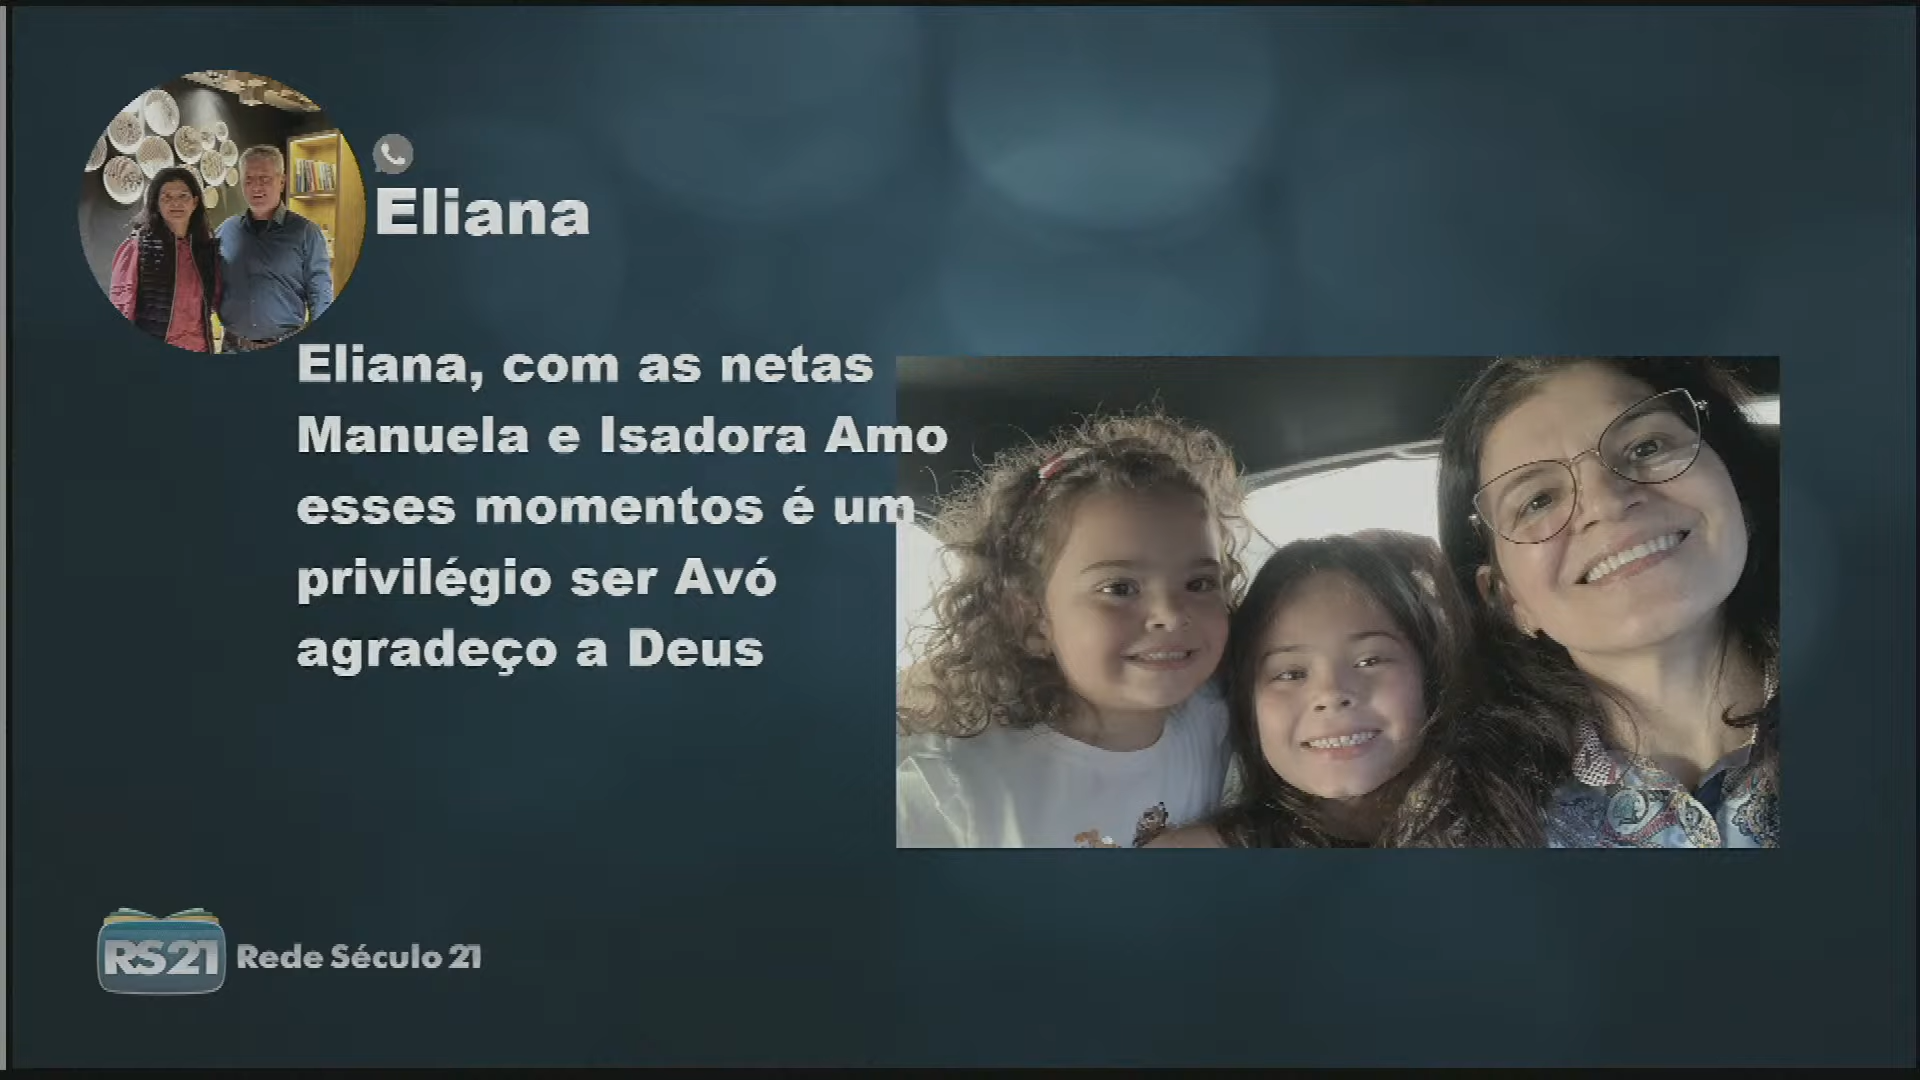 Eliana
Eliana, com as netas
Manuela e Isadora Amo
esses momentos é um
privilégio ser Avó
agradeço a Deus
RS21 Rede Século 21